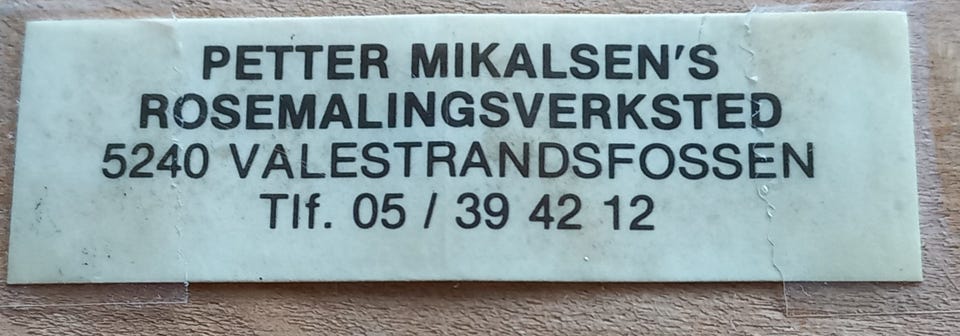 PETTER MIKALSEN'S
ROSEMALINGSVERKSTED
5240 VALESTRANDSFOSSEN
Tlf. 05 / 39 42 12